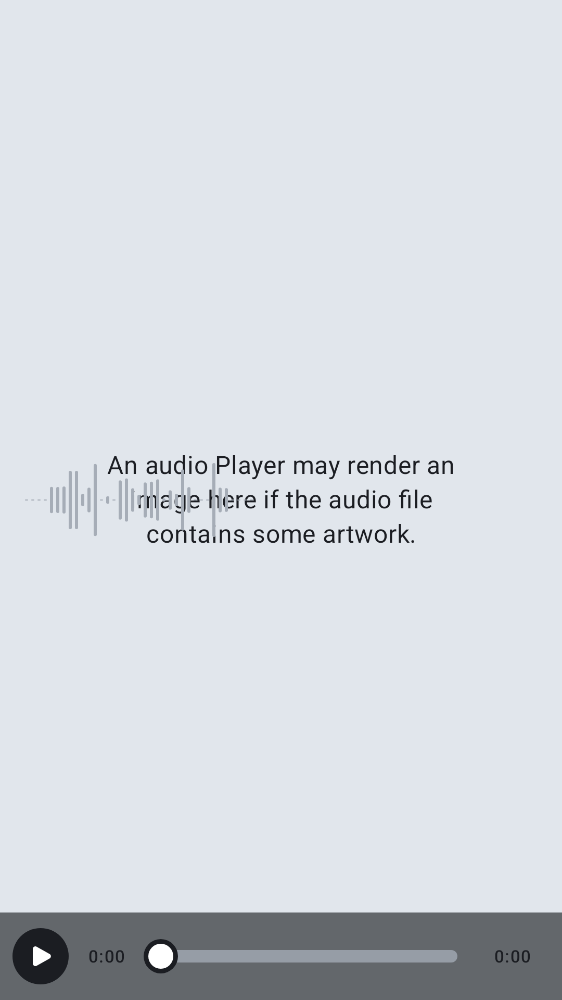 An audio Player may render an
image here if the audio file
contains some artwork.
0:00 0:00